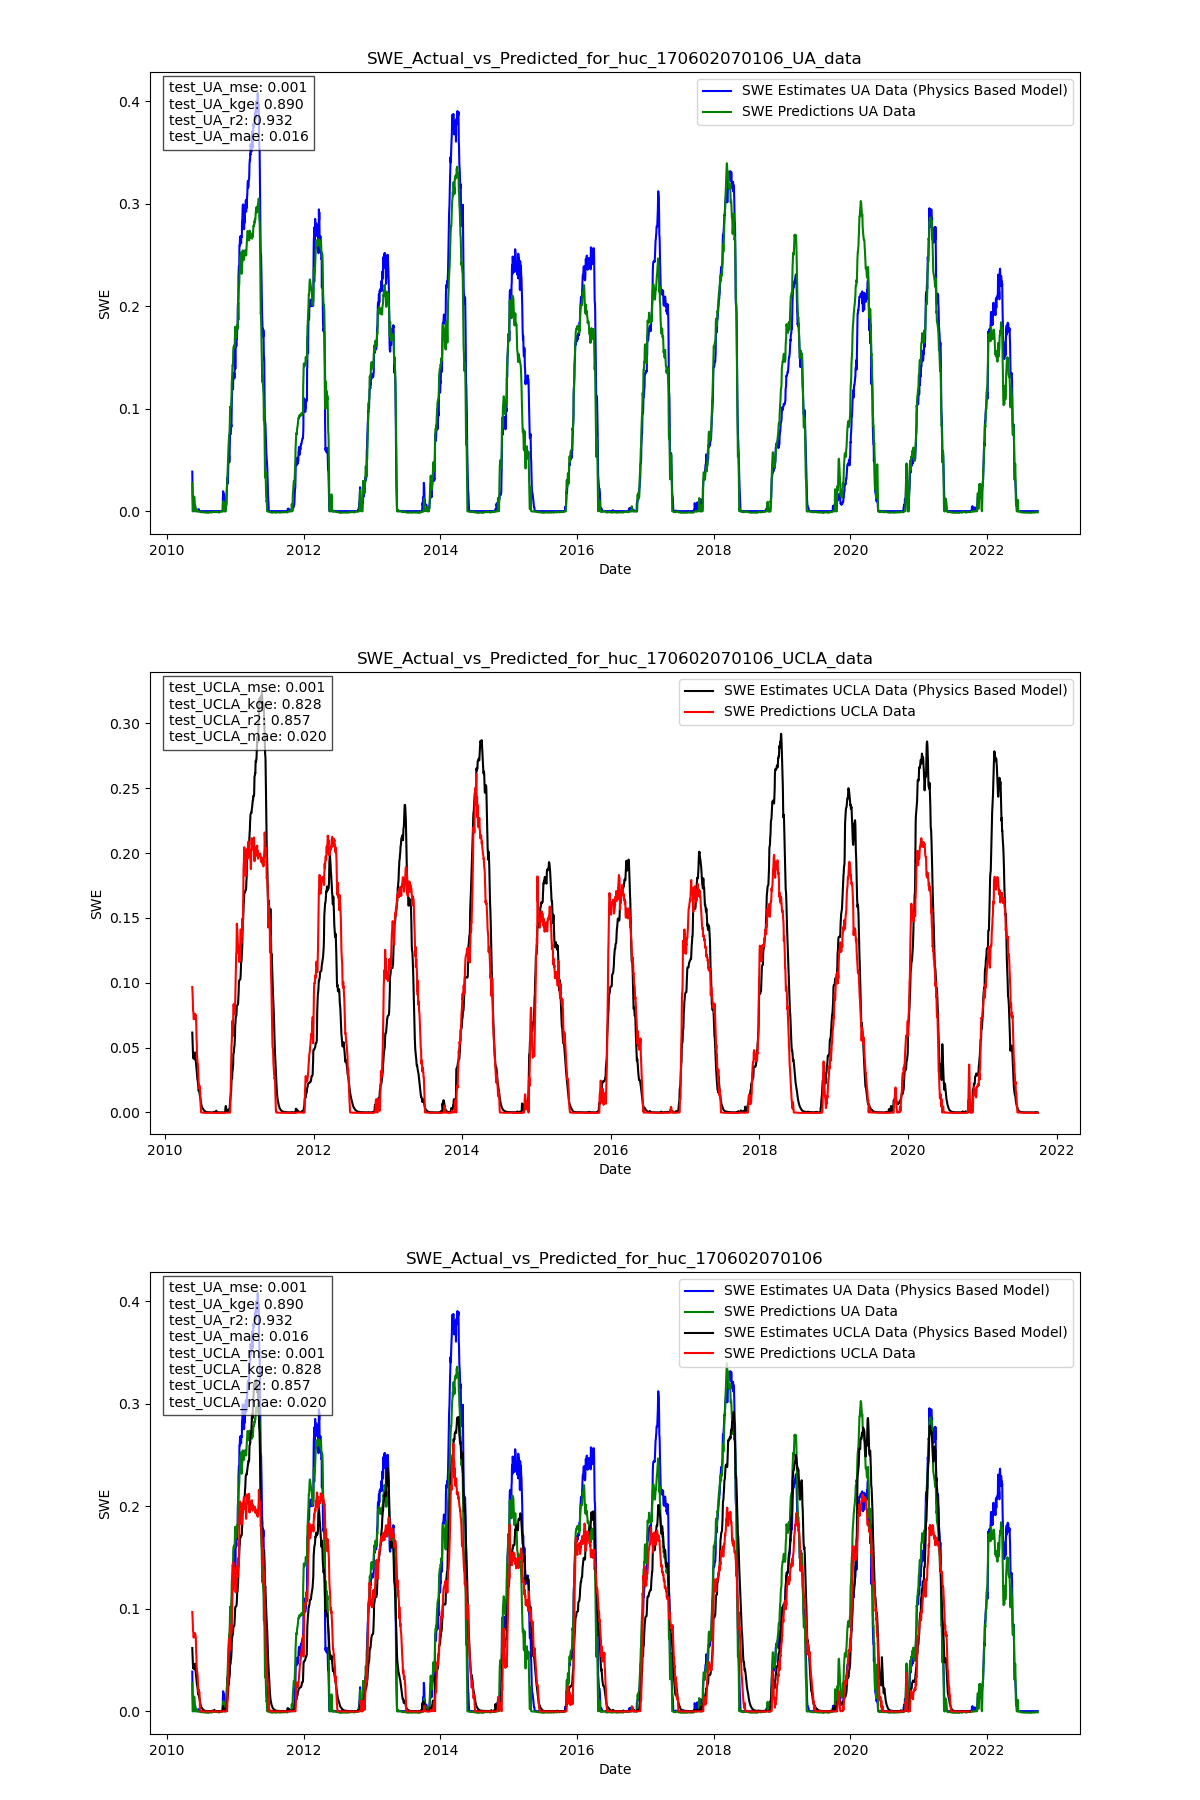 SWE_Actual_vs_Predicted_for_huc_170602070106_UA_data
test_UA_mse: 0.001
test_UA_kge: 0.890
test_UA_r2: 0.932
test_UA_mae: 0.016
SWE Estimates UA Data (Physics Based Model)
SWE Predictions UA Data
0.4
0.3
0.2
0.1
0.0
SWE
2010 2012 2014 2016 2018 2020 2022
Date
SWE_Actual_vs_Predicted_for_huc_170602070106_UCLA_data
test_UCLA_mse: 0.001
test_UCLA_kge: 0.828
test_UCLA_r2: 0.857
test_UCLA_mae: 0.020
SWE Estimates UCLA Data (Physics Based Model)
SWE Predictions UCLA Data
0.30
0.25
0.20
0.15
0.10
0.05
0.00
SWE
2010 2012 2014 2016 2018 2020 2022
Date
SWE_Actual_vs_Predicted_for_huc_170602070106
test_UA_mse: 0.001
test_UA_kge: 0.890
test_UA_r2: 0.932
test_UA_mae: 0.016
test_UCLA_mse: 0.001
test_UCLA_kge: 0.828
test_UCLA_r2: 0.857
test_UCLA_mae: 0.020
SWE Estimates UA Data (Physics Based Model)
SWE Predictions UA Data
SWE Estimates UCLA Data (Physics Based Model)
SWE Predictions UCLA Data
0.4
0.3
0.2
0.1
0.0
SWE
2010 2012 2014 2016 2018 2020 2022
Date